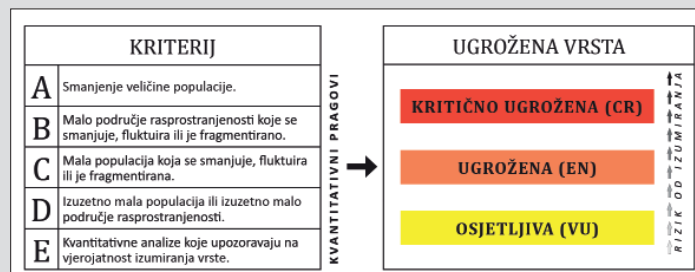 KRITERIJ
A
Smanjenje veličine populacije.
B
Malo područje rasprostranjenosti koje se
smanjuje, fluktuira ili je fragmentirano.
C
Mala populacija koja se smanjuje, fluktuira
ili je fragmentirana.
D
Izuzetno mala populacija ili izuzetno malo
područje rasprostranjenosti.
E
Kvantitativne analize koje upozoravaju na
vjerojatnost izumiranja vrste.
KVANTITATIVNI PRAGOVI
UGROŽENA VRSTA
KRITIČNO UGROŽENA (CR)
UGROŽENA (EN)
OSJETLJIVA (VU)
RIZIK OD IZUMIRANJA